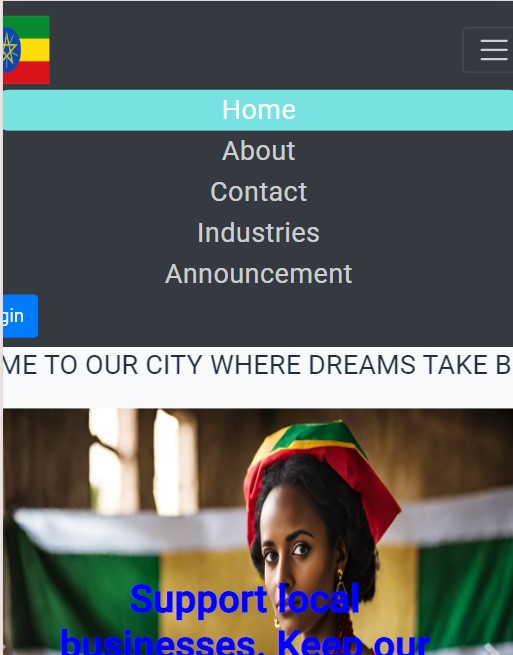 Home
About
Contact
Industries
Announcement
gin
ME TO OUR CITY WHERE DREAMS TAKE B
Support local
businesses. Keep our